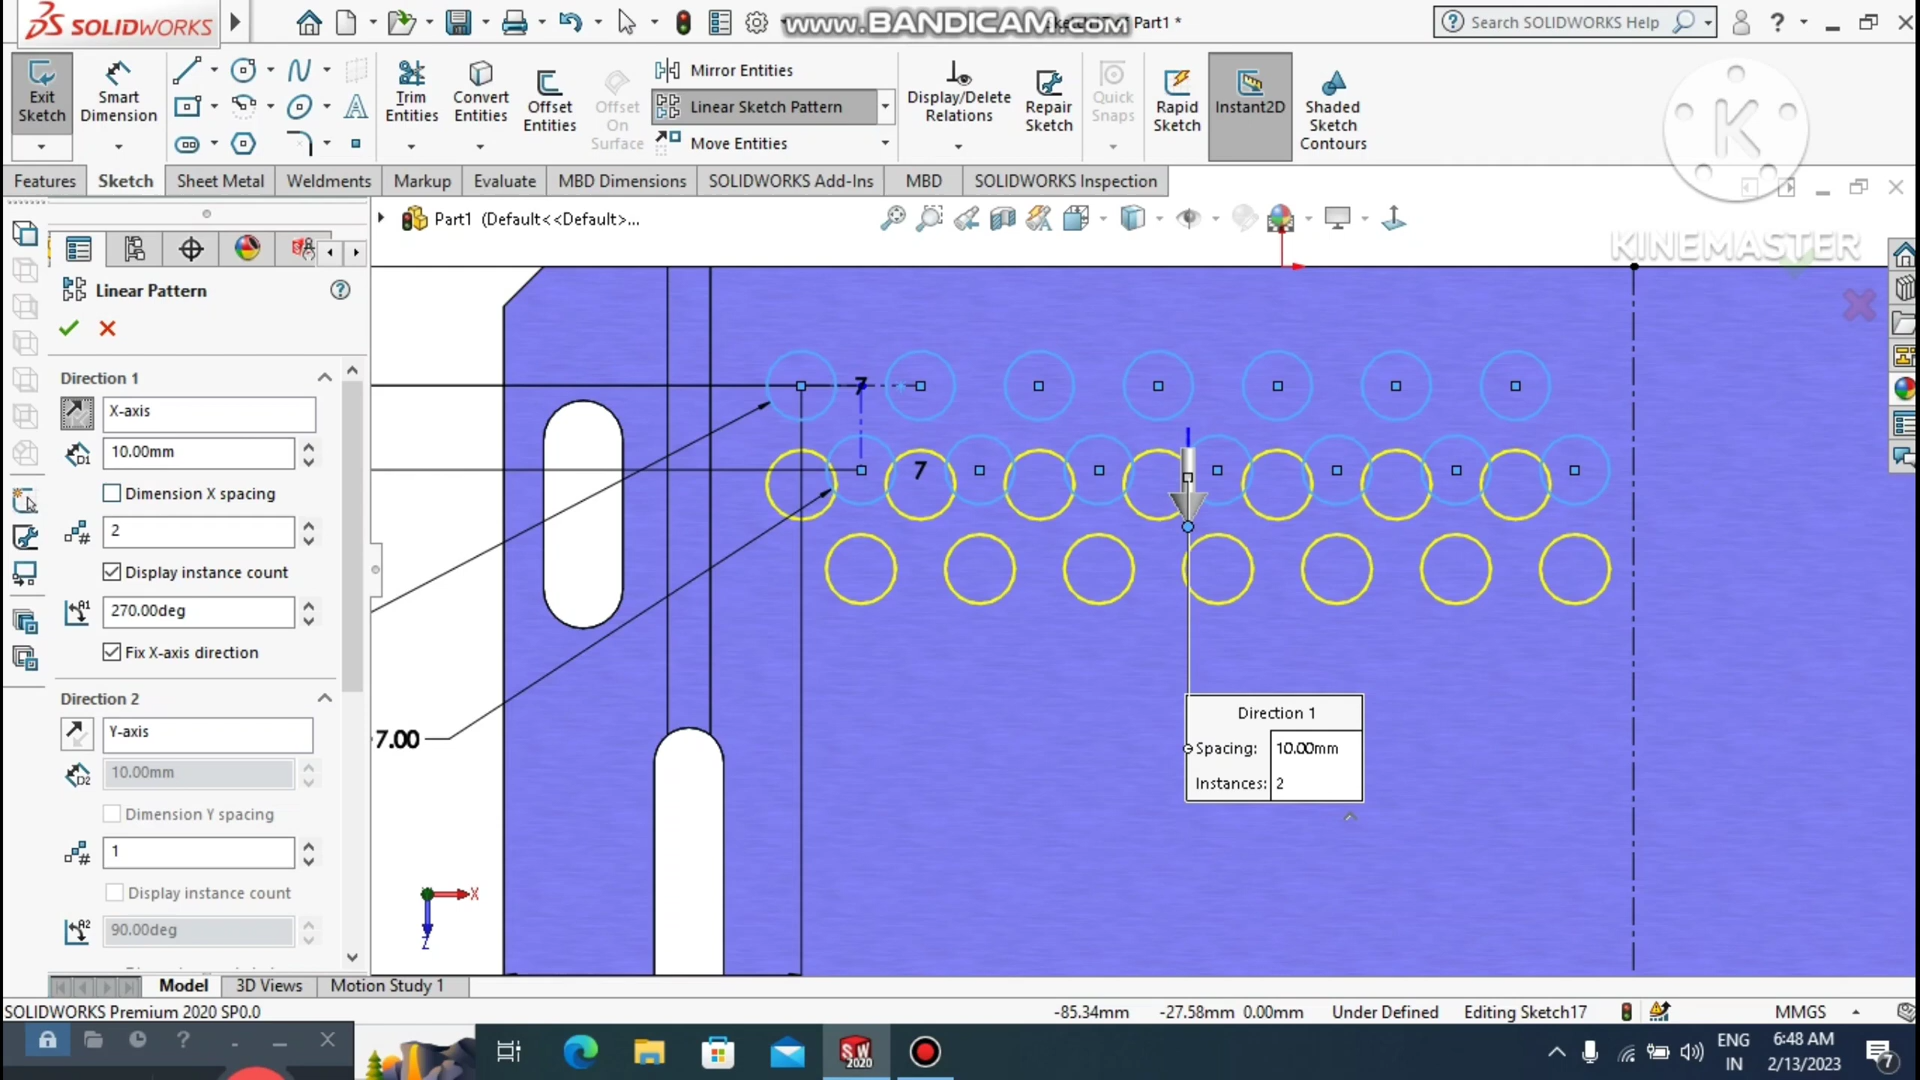 SOLIDWORKS
www.BANDICAM.com
Part1 *
Search SOLIDWORKS Help
Exit Sketch
Smart Dimension
Trim Entities
Convert Entities
Offset Entities
Offset On Surface
Mirror Entities
Linear Sketch Pattern
Move Entities
Display/Delete Relations
Repair Sketch
Quick Snaps
Rapid Sketch
Instant2D
Shaded Sketch Contours
K
KINEMASTER
Features
Sketch
Sheet Metal
Weldments
Markup
Evaluate
MBD Dimensions
SOLIDWORKS Add-Ins
MBD
SOLIDWORKS Inspection
Part1 (Default<<Default>...
Linear Pattern
Direction 1
X-axis
10.00mm
Dimension X spacing
2
Display instance count
270.00deg
Fix X-axis direction
Direction 2
Y-axis
10.00mm
Dimension Y spacing
1
Display instance count
90.00deg
7
7
7.00
Direction 1
Spacing: 10.00mm
Instances: 2
X
Z
Model
3D Views
Motion Study 1
SOLIDWORKS Premium 2020 SP0.0
-85.34mm
-27.58mm 0.00mm
Under Defined
Editing Sketch17
MMGS
SW
2020
ENG
IN
6:48 AM
2/13/2023
7